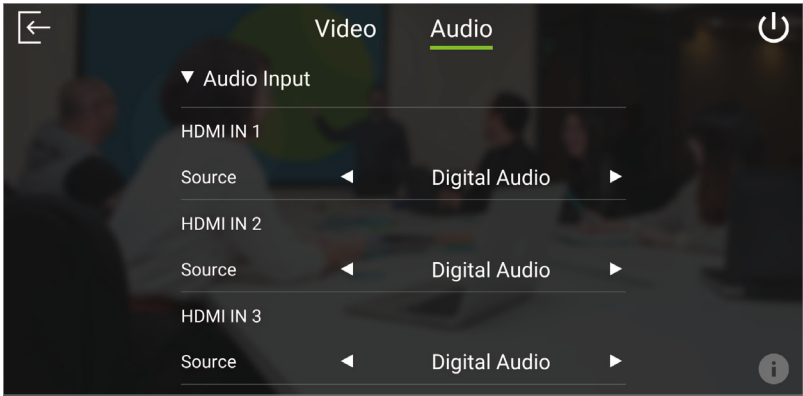 Video Audio
▼ Audio Input
HDMI IN 1
Source ◀ Digital Audio ▶
HDMI IN 2
Source ◀ Digital Audio ▶
HDMI IN 3
Source ◀ Digital Audio ▶